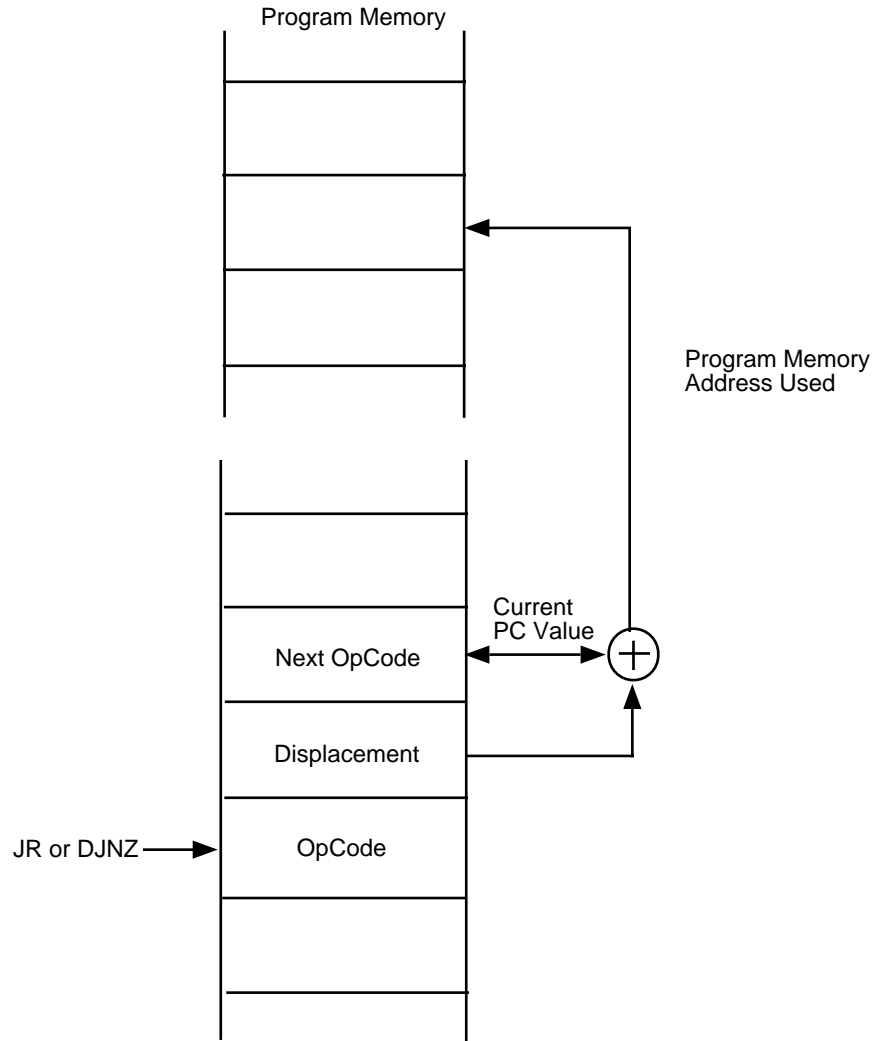 Program Memory
Program Memory
Address Used
Current
PC Value
Next OpCode
Displacement
JR or DJNZ
OpCode